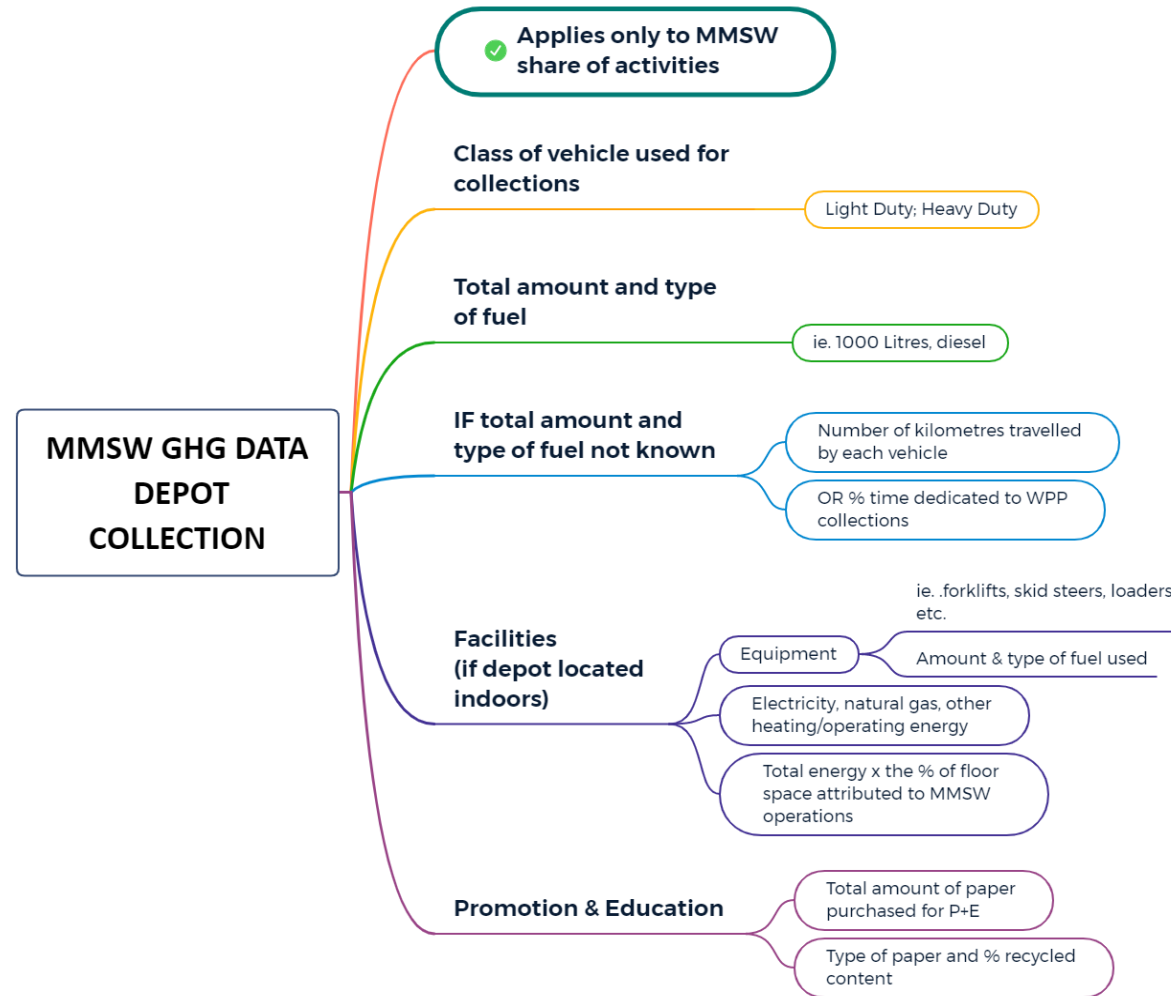 MMSW GHG DATA
DEPOT
COLLECTION
Applies only to MMSW
share of activities
Class of vehicle used for
collections
Light Duty; Heavy Duty
Total amount and type
of fuel
ie. 1000 Litres, diesel
IF total amount and
type of fuel not known
Number of kilometres travelled
by each vehicle
OR % time dedicated to WPP
collections
Facilities
(if depot located
indoors)
Equipment
ie. .forklifts, skid steers, loaders
etc.
Amount & type of fuel used
Electricity, natural gas, other
heating/operating energy
Total energy x the % of floor
space attributed to MMSW
operations
Promotion & Education
Total amount of paper
purchased for P+E
Type of paper and % recycled
content